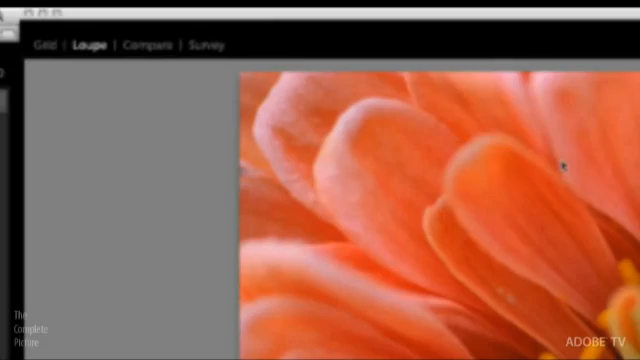 Grid | Loupe | Compare | Survey
The
Complete
Picture
ADOBE TV